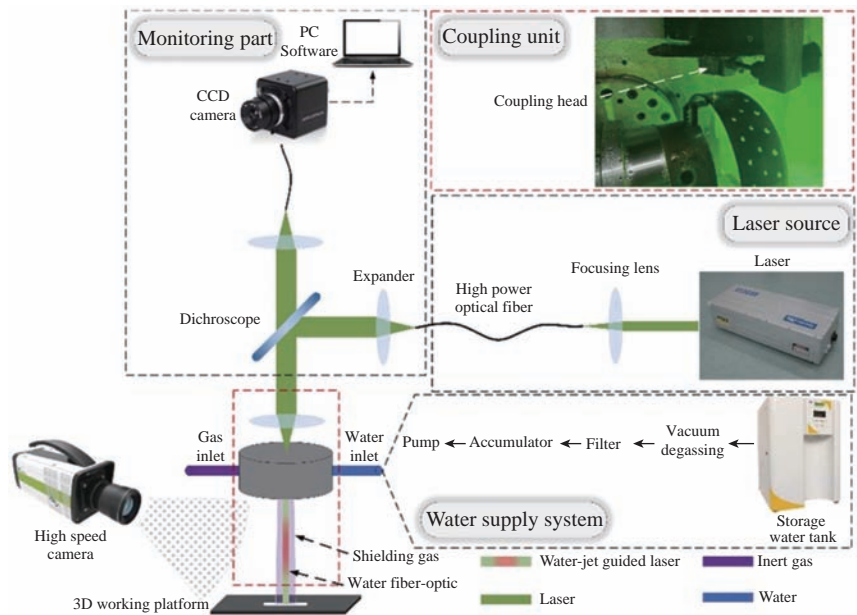 Monitoring part
PC
Software
CCD
camera
Coupling unit
Coupling head
Laser source
Laser
Expander
Focusing lens
High power
optical fiber
Dichroscope
Gas
inlet
Water
inlet
Pump
Accumulator
Filter
Vacuum
degassing
Storage
water tank
Water supply system
High speed
camera
Shielding gas
Water fiber-optic
3D working platform
Water-jet guided laser
Inert gas
Laser
Water